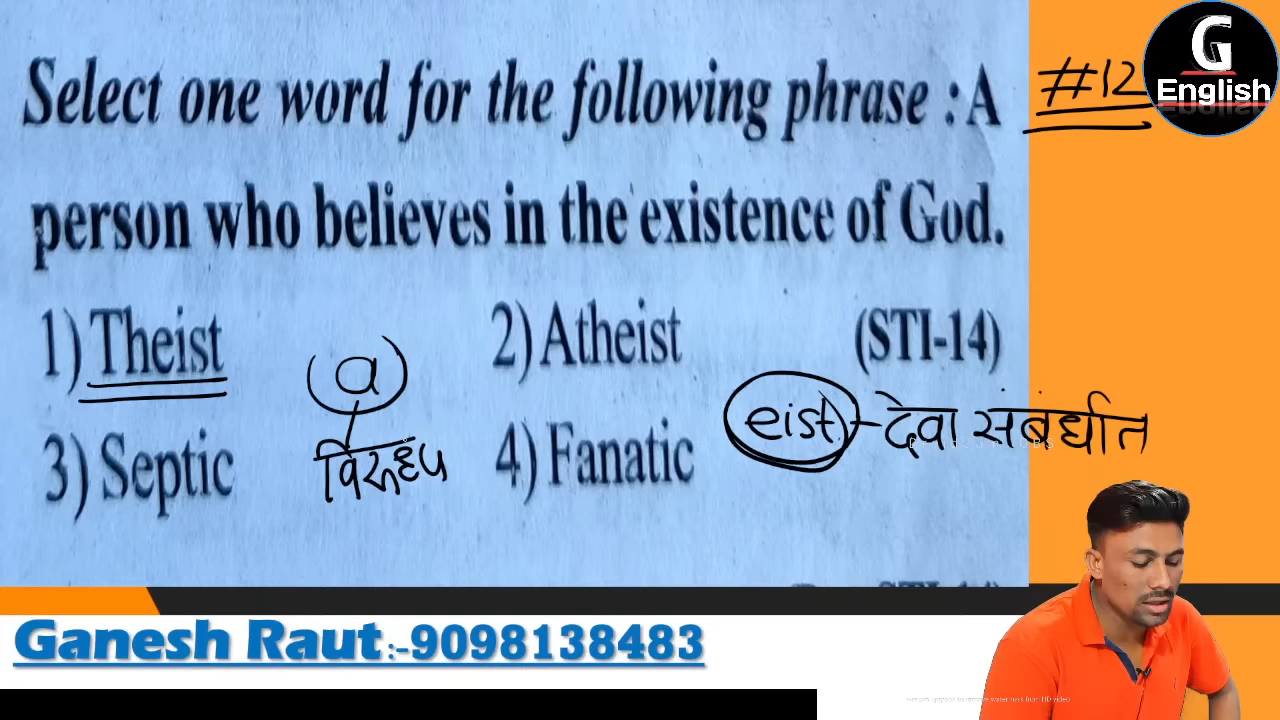 Select one word for the following phrase : A
#12
G
English
person who believes in the existence of God.
1) Theist
2) Atheist
(STI-14)
(a)
विरुध्द
eist - देवा संबंर्धात
3) Septic
4) Fanatic
Ganesh Raut:-9098138483